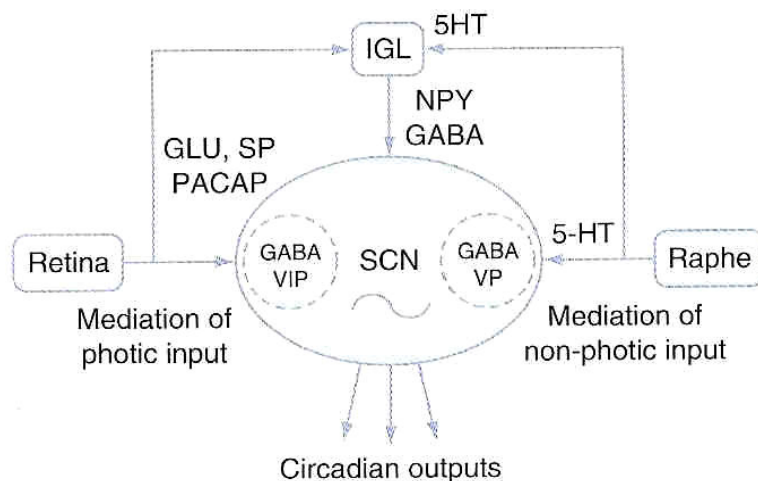 5HT
IGL
NPY
GABA
GLU, SP
PACAP
Retina
GABA
VIP
SCN
GABA
VP
5-HT
Raphe
Mediation of
photic input
Mediation of
non-photic input
Circadian outputs